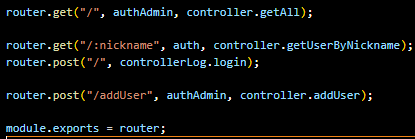 router.get("/", authAdmin, controller.getAll);
router.get("/:nickname", auth, controller.getUserByNickname);
router.post("/", controllerLog.login);
router.post("/addUser", authAdmin, controller.addUser);
module.exports = router;